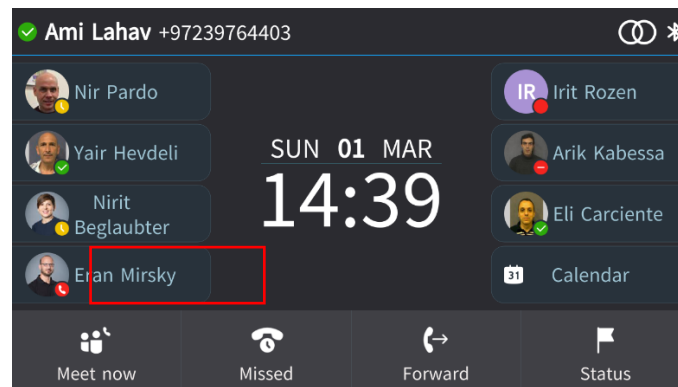 Ami Lahav +97239764403
Nir Pardo
Yair Hevdeli
Nirit
Beglaubter
Eran Mirsky
SUN 01 MAR
14:39
IR Irit Rozen
Arik Kabessa
Eli Carciente
31 Calendar
Meet now
Missed
Forward
Status